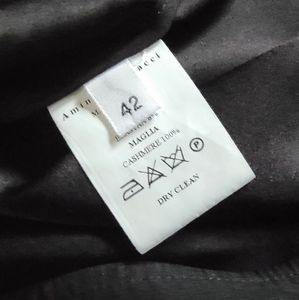 42
MAGLIA
CASHMERE 100%
P
DRY CLEAN